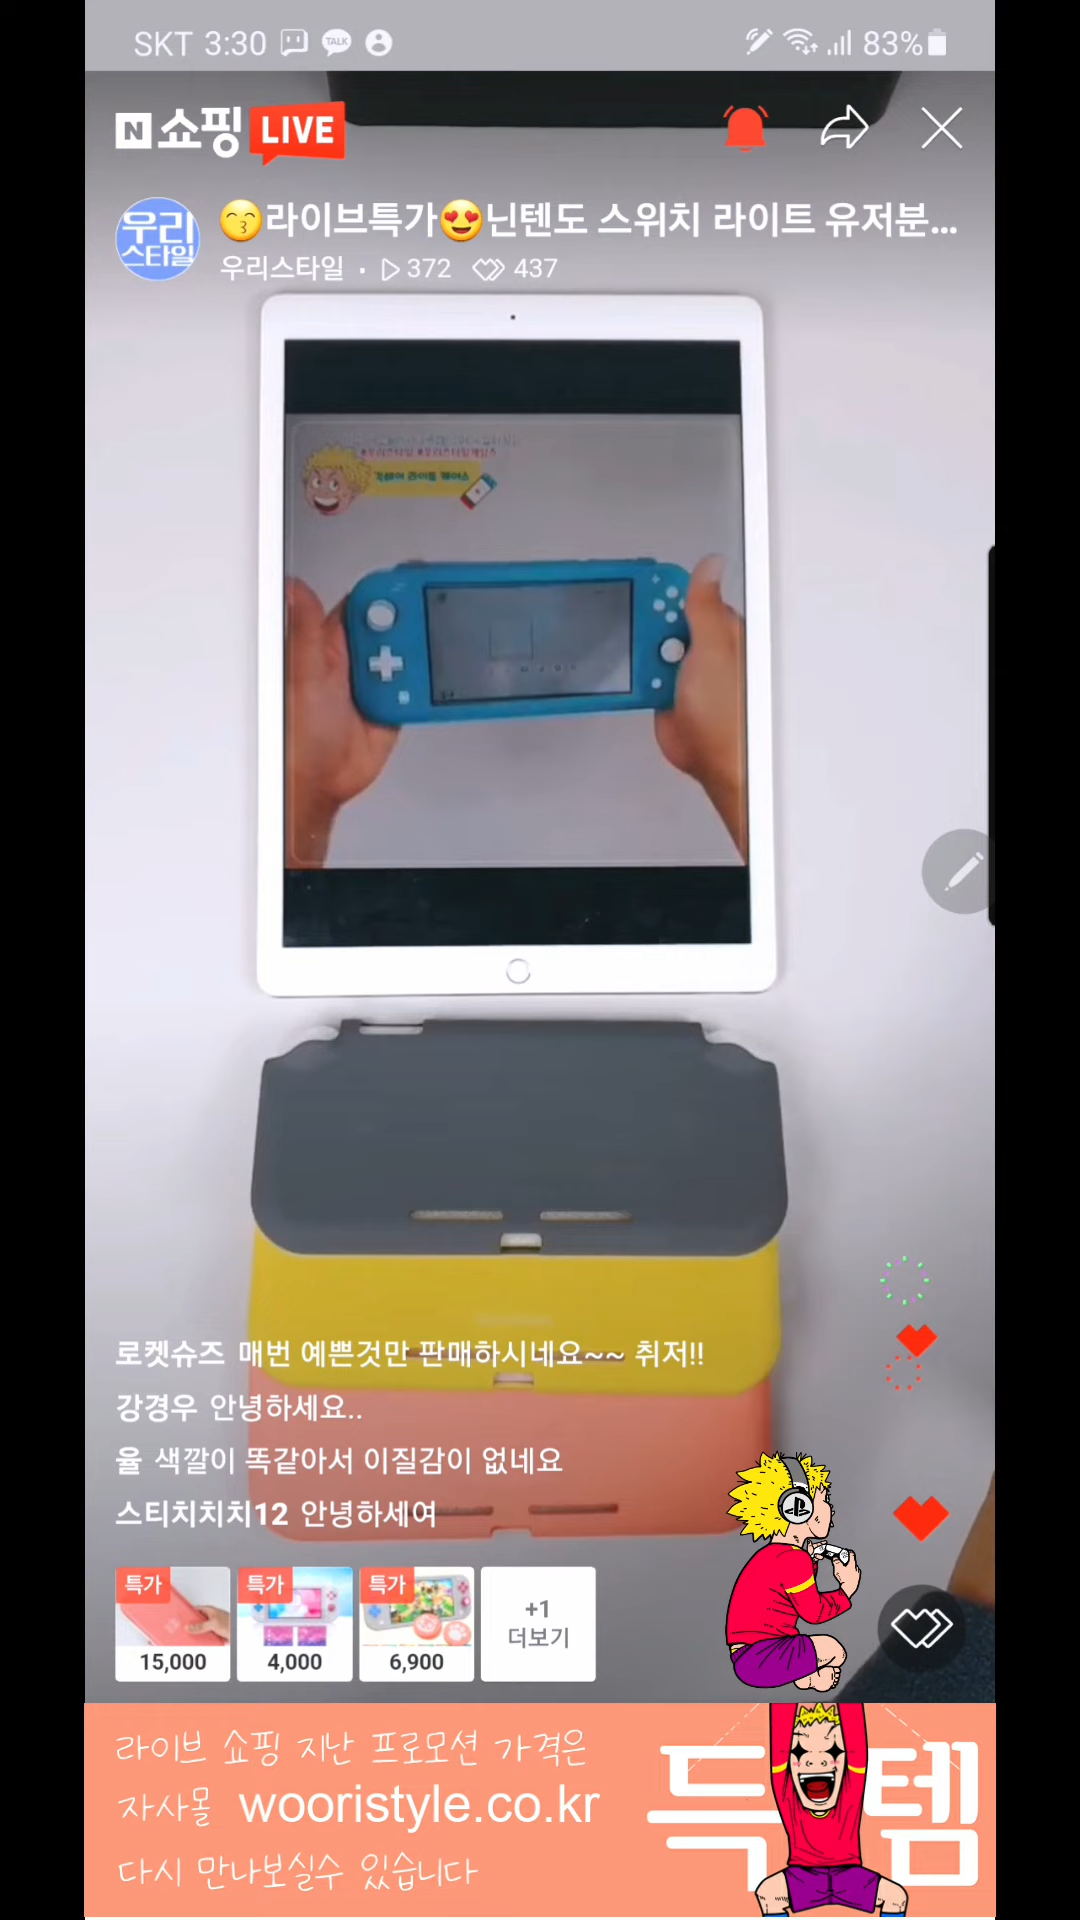 SKT 3:30 TALK 83%
N 쇼핑 LIVE
우리
스타일
😙라이브특가😍닌텐도 스위치 라이트 유저분...
우리스타일 · 372 437
로켓슈즈 매번 예쁜것만 판매하시네요~~ 취저!!
강경우 안녕하세요..
율 색깔이 똑같아서 이질감이 없네요
스티치치치12 안녕하세여
특가 특가 특가
15,000 4,000 6,900
+1
더보기
라이브 쇼핑 지난 프로모션 가격은
자사몰 wooristyle.co.kr
다시 만나보실수 있습니다
득템